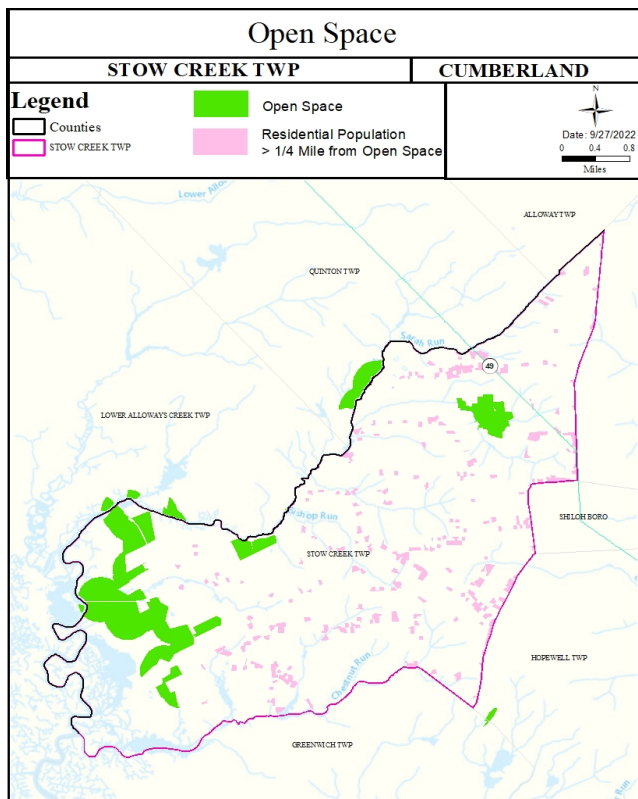 Open Space
STOW CREEK TWP
CUMBERLAND
Legend
Counties
STOW CREEK TWP
Open Space
Residential Population
> 1/4 Mile from Open Space
N
Date: 9/27/2022
0 0.4 0.8
Miles
ALLOWAY TWP
QUINTON TWP
Sarah Run
49
LOWER ALLOWAYS CREEK TWP
SHILOH BORO
STOW CREEK TWP
HOPEWELL TWP
Chestnut Run
GREENWICH TWP